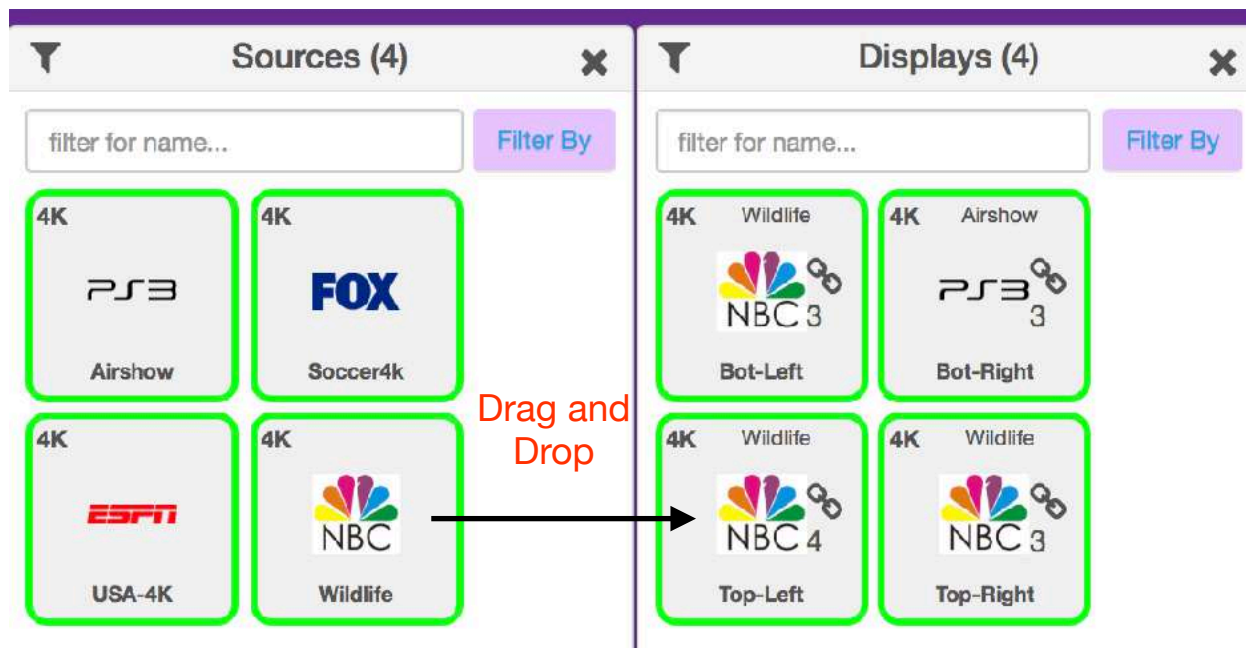 Sources (4)
filter for name...
Filter By
4K
PS3
Airshow
4K
FOX
Soccer4k
4K
ESPN
USA-4K
4K
NBC
Wildlife
Drag and
Drop
Displays (4)
filter for name...
Filter By
4K Wildlife
NBC 3
Bot-Left
4K Airshow
PS3
3
Bot-Right
4K Wildlife
NBC 4
Top-Left
4K Wildlife
NBC 3
Top-Right